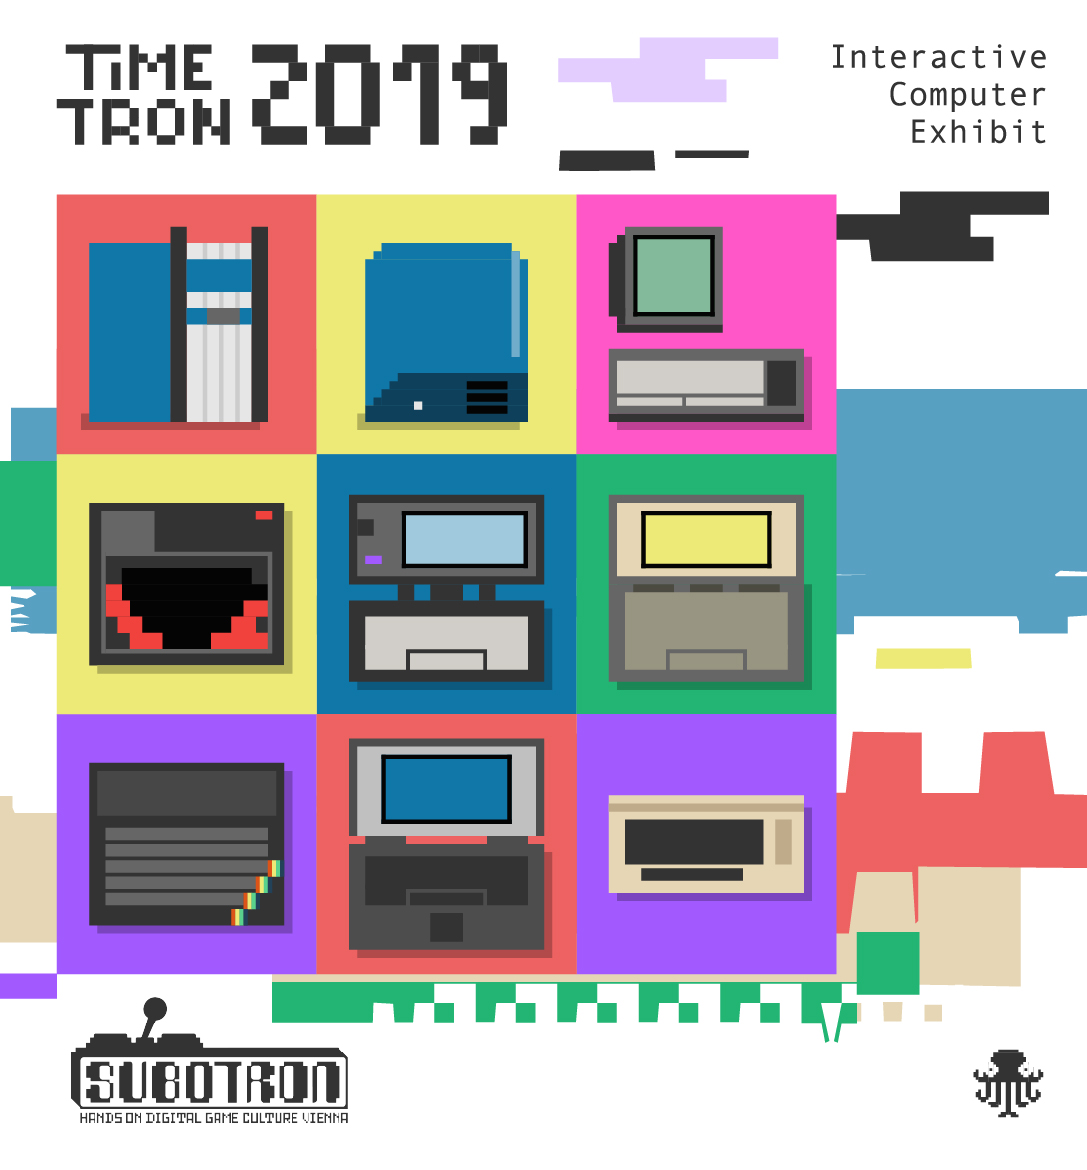 TiME
TRON 2019
Interactive
Computer
Exhibit
SUBOTRON
HANDS ON DIGITAL GAME CULTURE VIENNA